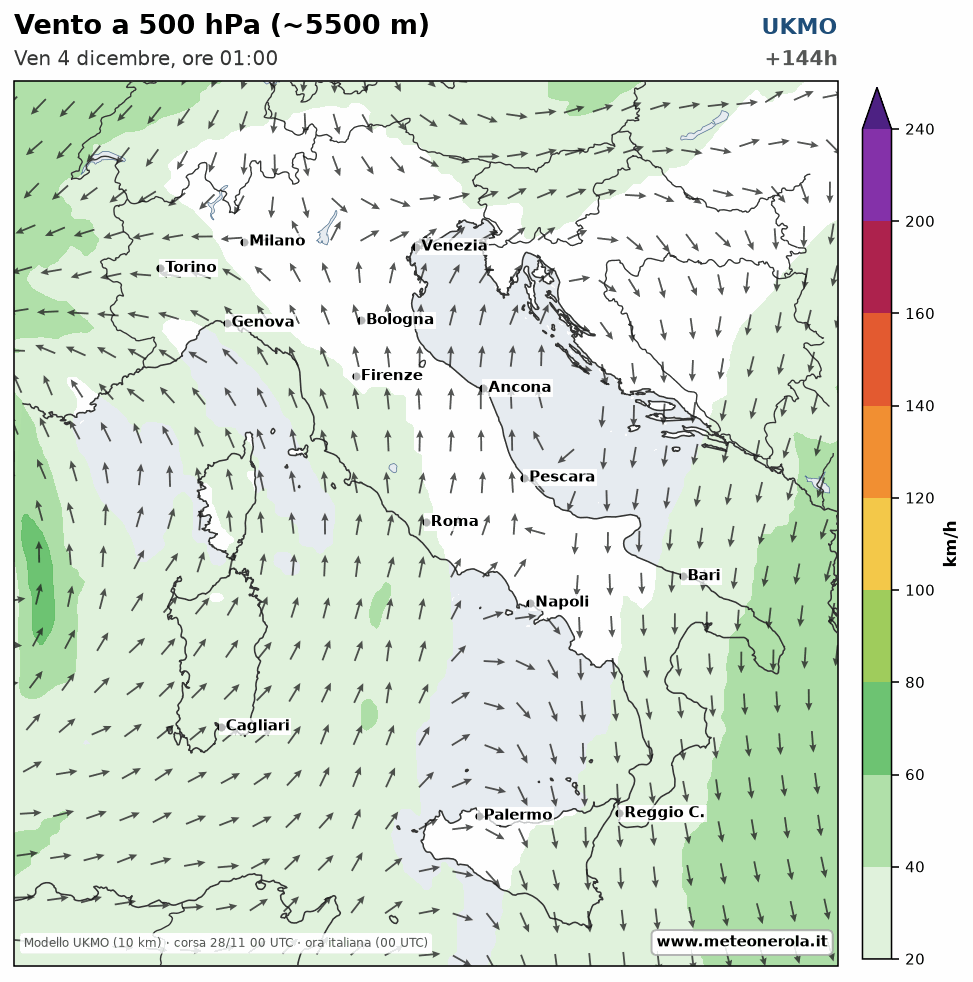 Vento a 500 hPa (~5500 m)
UKMO
Ven 4 dicembre, ore 01:00
+144h
Milano
Venezia
Torino
Genova
Bologna
Firenze
Ancona
Pescara
Roma
Bari
Napoli
Cagliari
Palermo
Reggio C.
240
200
160
140
120
100
80
60
40
20
km/h
Modello UKMO (10 km) · corsa 28/11 00 UTC · ora italiana (00 UTC)
www.meteonerola.it